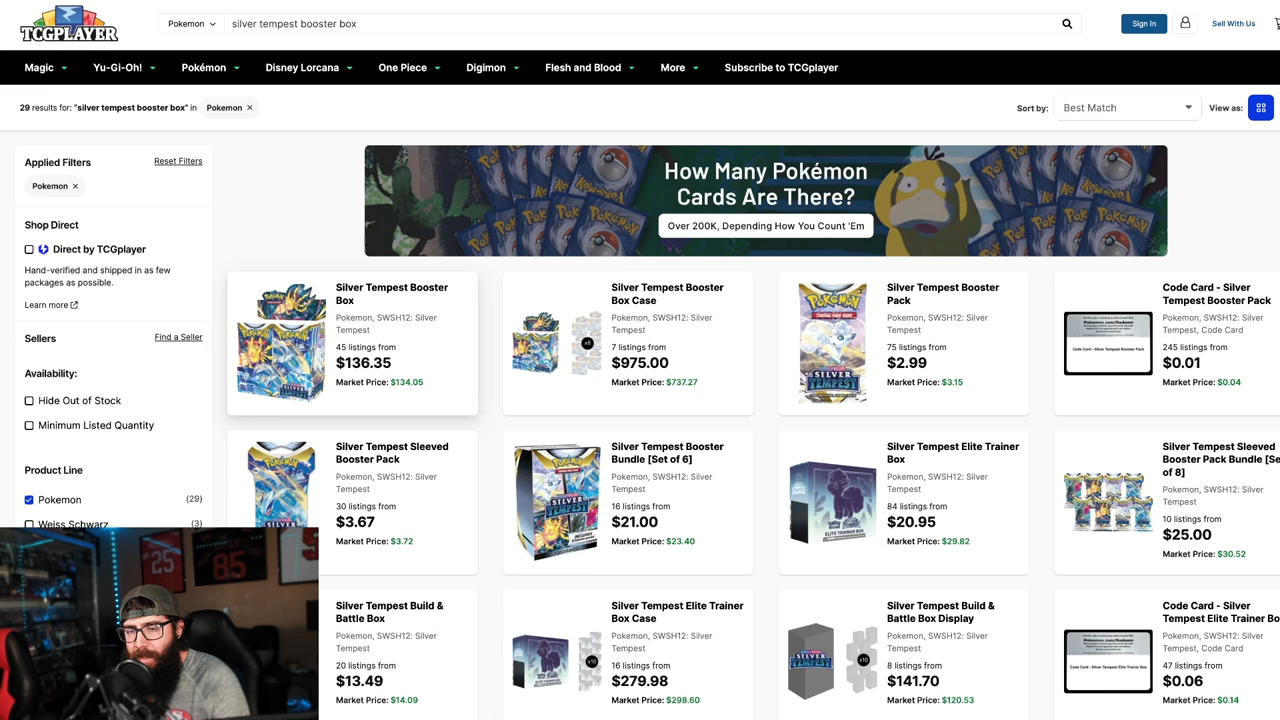 TCGPLAYER
Pokemon
silver tempest booster box
Sign In
Sell With Us
Magic
Yu-Gi-Oh!
Pokémon
Disney Lorcana
One Piece
Digimon
Flesh and Blood
More
Subscribe to TCGplayer
29 results for: "silver tempest booster box" in
Pokemon ×
Sort by:
Best Match
View as:
Applied Filters
Reset Filters
Pokemon ×
Shop Direct
Direct by TCGplayer
Hand-verified and shipped in as few
packages as possible.
Learn more
Sellers
Find a Seller
Availability:
Hide Out of Stock
Minimum Listed Quantity
Product Line
Pokemon (29)
Weiss Schwarz (3)
How Many Pokémon
Cards Are There?
Over 200K, Depending How You Count 'Em
Silver Tempest Booster
Box
Pokemon, SWSH12: Silver
Tempest
45 listings from
$136.35
Market Price: $134.05
Silver Tempest Booster
Box Case
Pokemon, SWSH12: Silver
Tempest
7 listings from
$975.00
Market Price: $737.27
Silver Tempest Booster
Pack
Pokemon, SWSH12: Silver
Tempest
75 listings from
$2.99
Market Price: $3.15
Code Card - Silver
Tempest Booster Pack
Pokemon, SWSH12: Silver
Tempest, Code Card
245 listings from
$0.01
Market Price: $0.04
Silver Tempest Sleeved
Booster Pack
Pokemon, SWSH12: Silver
Tempest
30 listings from
$3.67
Market Price: $3.72
Silver Tempest Booster
Bundle [Set of 6]
Pokemon, SWSH12: Silver
Tempest
16 listings from
$21.00
Market Price: $23.40
Silver Tempest Elite Trainer
Box
Pokemon, SWSH12: Silver
Tempest
84 listings from
$20.95
Market Price: $29.82
Silver Tempest Sleeved
Booster Pack Bundle [Se
of 8]
Pokemon, SWSH12: Silver
Tempest
10 listings from
$25.00
Market Price: $30.52
Silver Tempest Build &
Battle Box
Pokemon, SWSH12: Silver
Tempest
20 listings from
$13.49
Market Price: $14.09
Silver Tempest Elite Trainer
Box Case
Pokemon, SWSH12: Silver
Tempest
16 listings from
$279.98
Market Price: $298.60
Silver Tempest Build &
Battle Box Display
Pokemon, SWSH12: Silver
Tempest
8 listings from
$141.70
Market Price: $120.53
Code Card - Silver
Tempest Elite Trainer Bo
Pokemon, SWSH12: Silver
Tempest, Code Card
47 listings from
$0.06
Market Price: $0.14